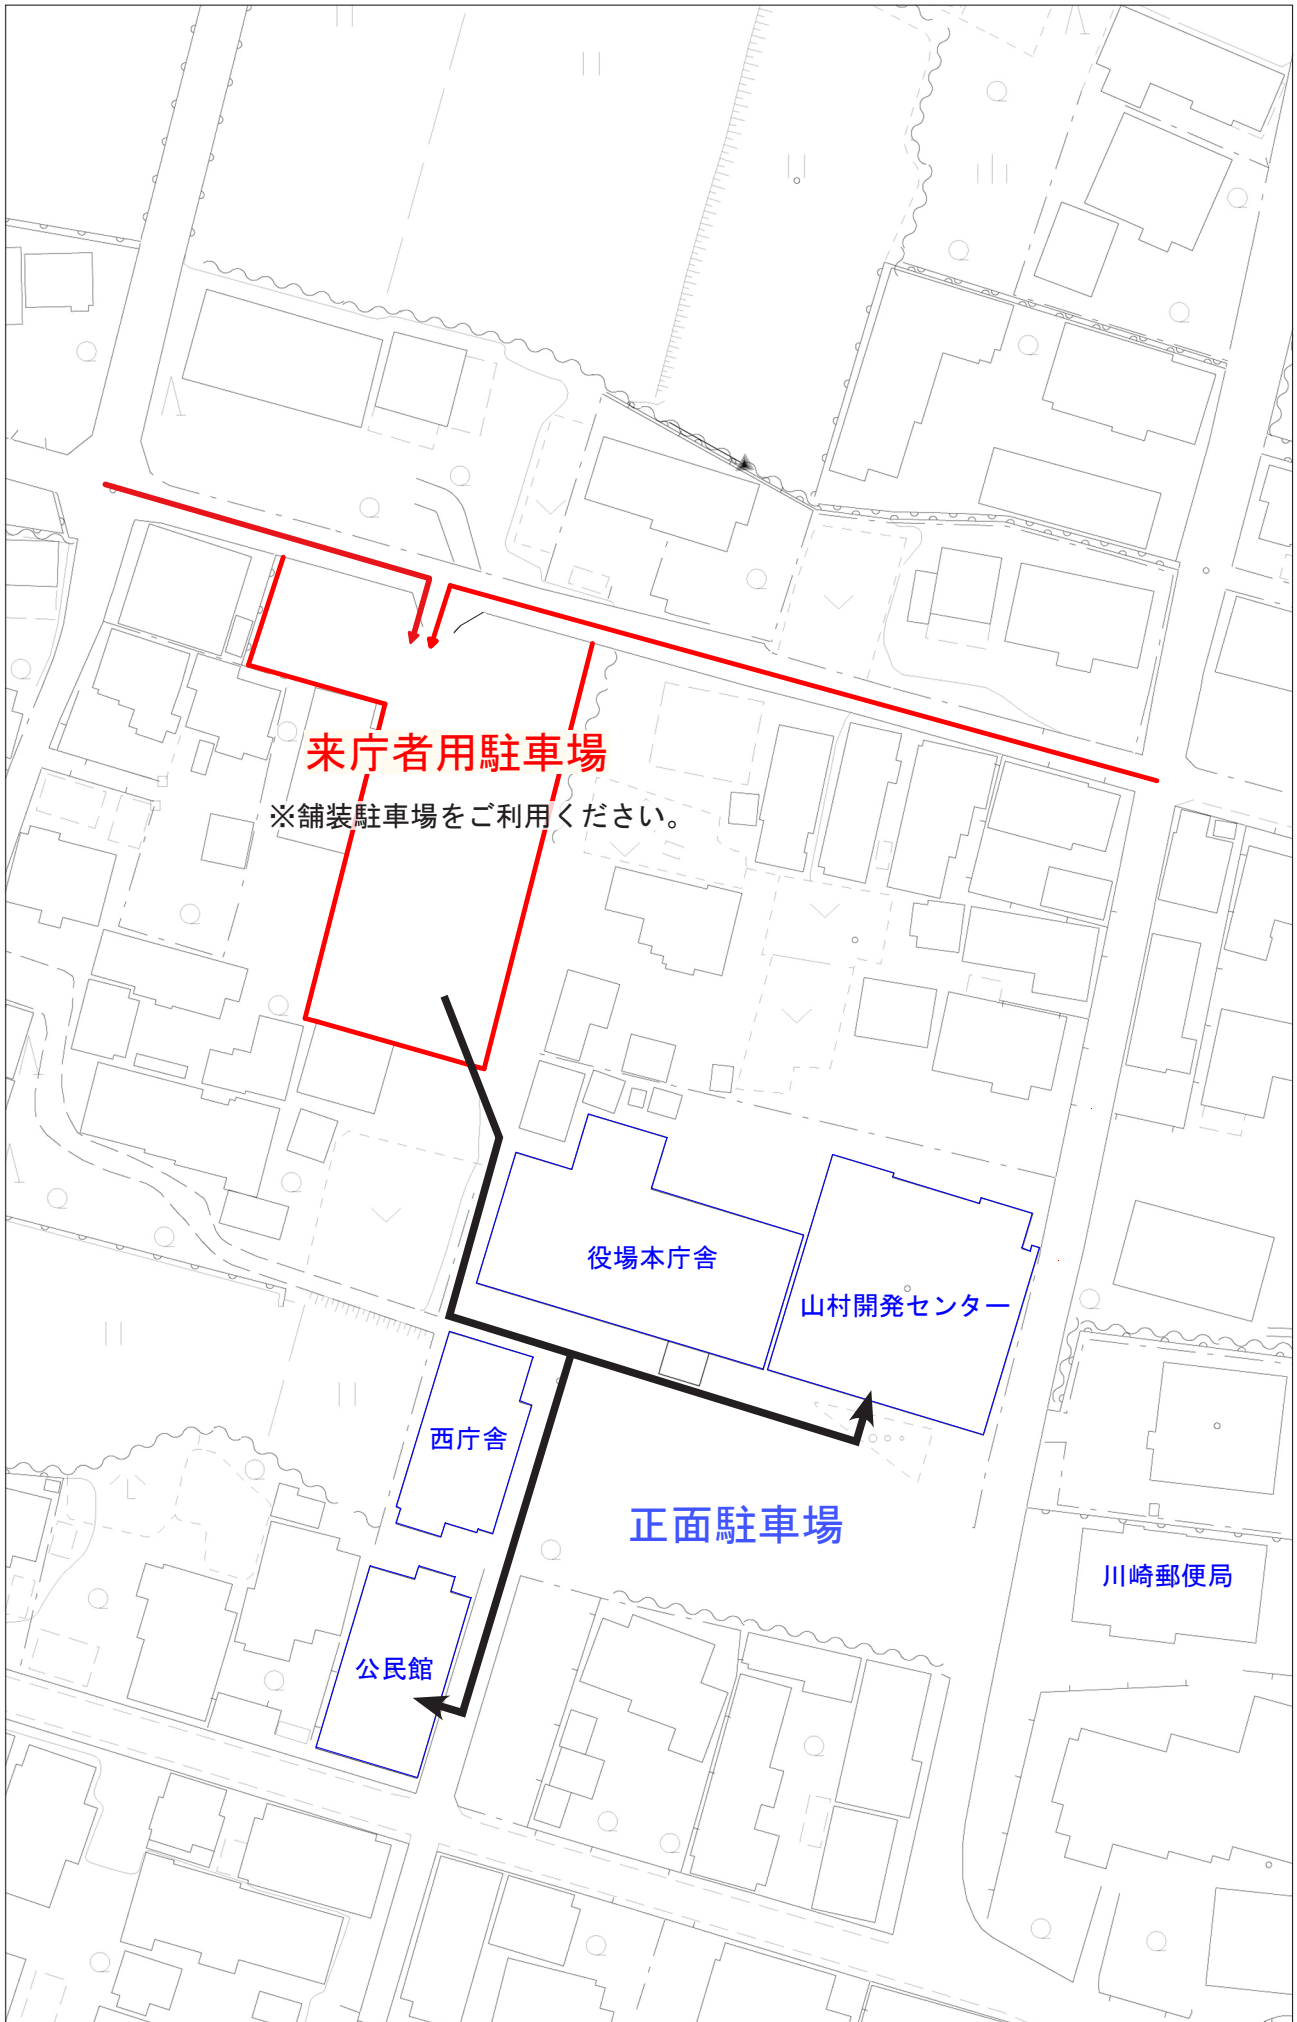 来庁者用駐車場
※舗装駐車場をご利用ください。
役場本庁舎
山村開発センター
西庁舎
正面駐車場
川崎郵便局
公民館